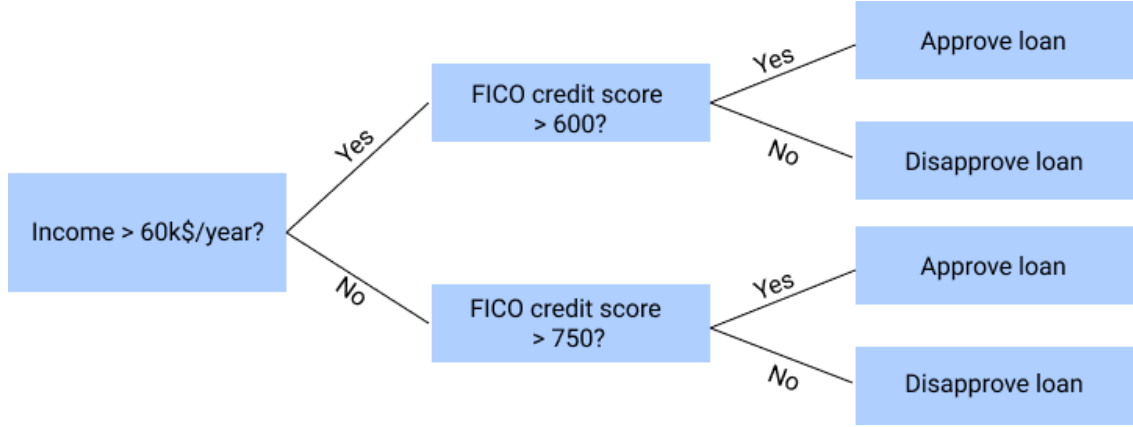 Income > 60k$/year?
Yes
No
FICO credit score
> 600?
Yes
No
Approve loan
Disapprove loan
FICO credit score
> 750?
Yes
No
Approve loan
Disapprove loan